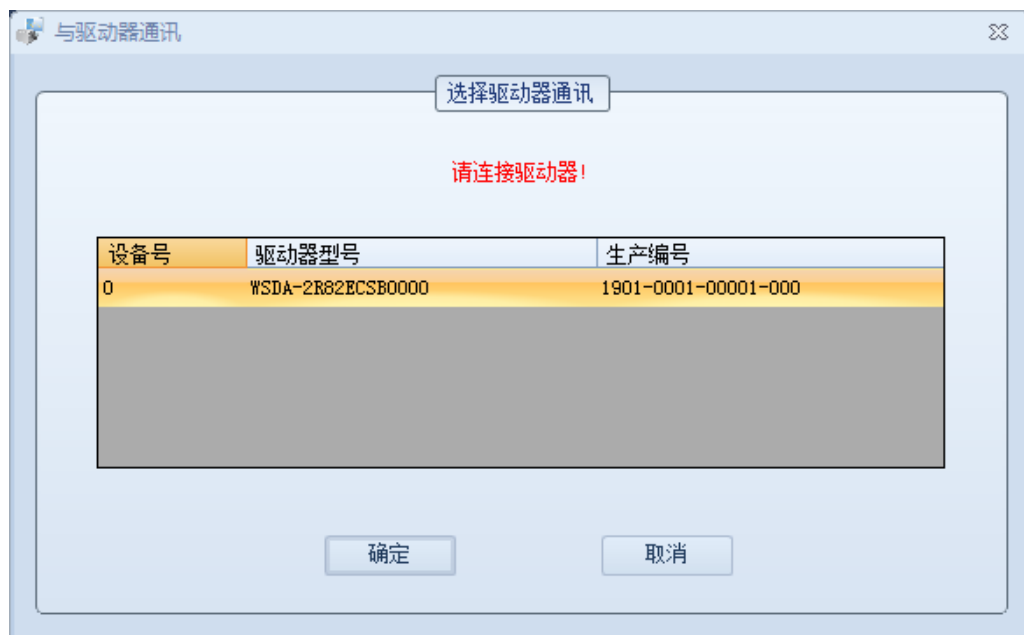 与驱动器通讯
选择驱动器通讯
请连接驱动器!
设备号 驱动器型号 生产编号
0 WSDA-2R82ECSB0000 1901-0001-00001-000
确定 取消